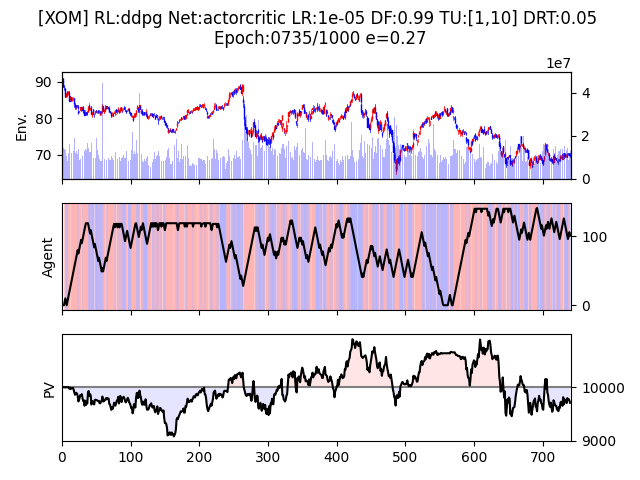 [XOM] RL:ddpg Net:actorcritic LR:1e-05 DF:0.99 TU:[1,10] DRT:0.05
Epoch:0735/1000 e=0.27
1e7
90
80
70
Env.
4
2
0
Agent
100
0
PV
10000
9000
0 100 200 300 400 500 600 700